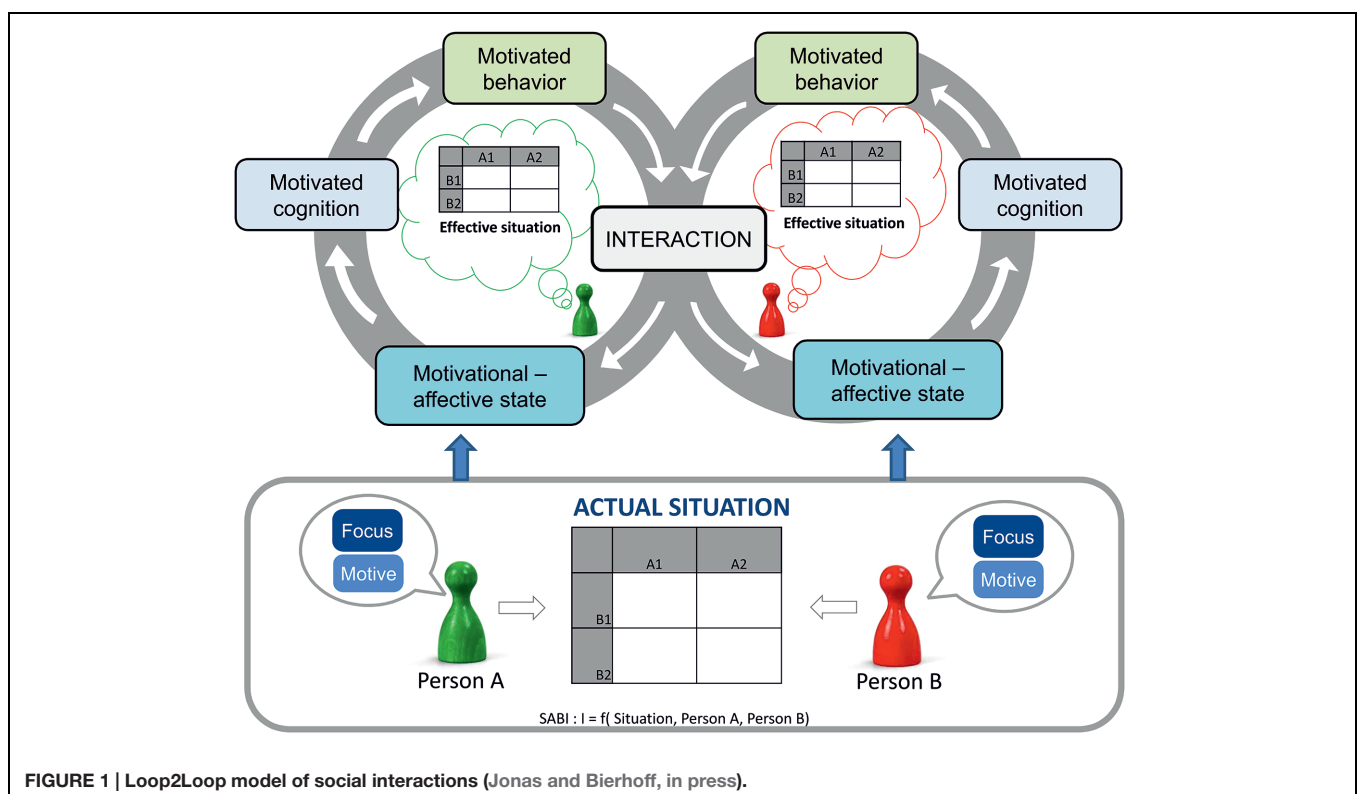 Motivated
behavior
Motivated
behavior
Motivated
cognition
A1 A2
B1
B2
Effective situation
INTERACTION
A1 A2
B1
B2
Effective situation
Motivated
cognition
Motivational –
affective state
Motivational –
affective state
ACTUAL SITUATION
Focus
Motive
Person A
A1 A2
B1
B2
Focus
Motive
Person B
SABI : I = f( Situation, Person A, Person B)
FIGURE 1 | Loop2Loop model of social interactions (Jonas and Bierhoff, in press).